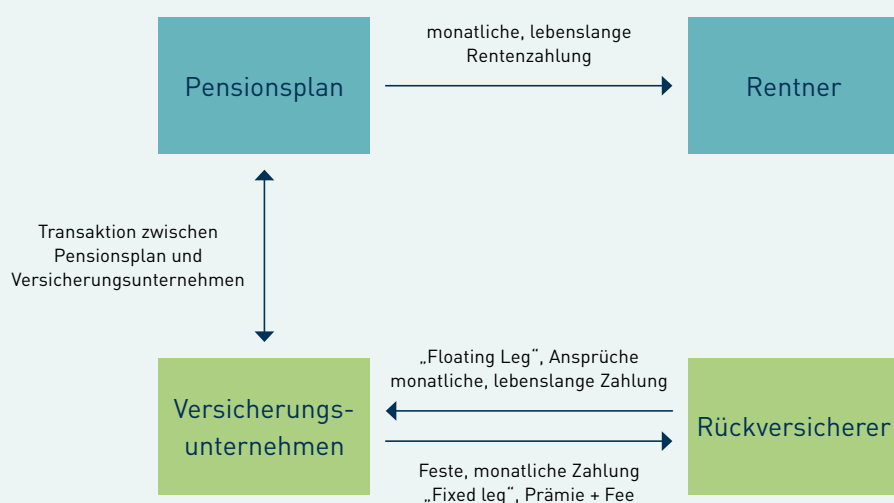 Pensionsplan
monatliche, lebenslange
Rentenzahlung
Rentner
Transaktion zwischen
Pensionsplan und
Versicherungsunternehmen
Versicherungs-
unternehmen
„Floating Leg“, Ansprüche
monatliche, lebenslange Zahlung
Feste, monatliche Zahlung
„Fixed leg“, Prämie + Fee
Rückversicherer